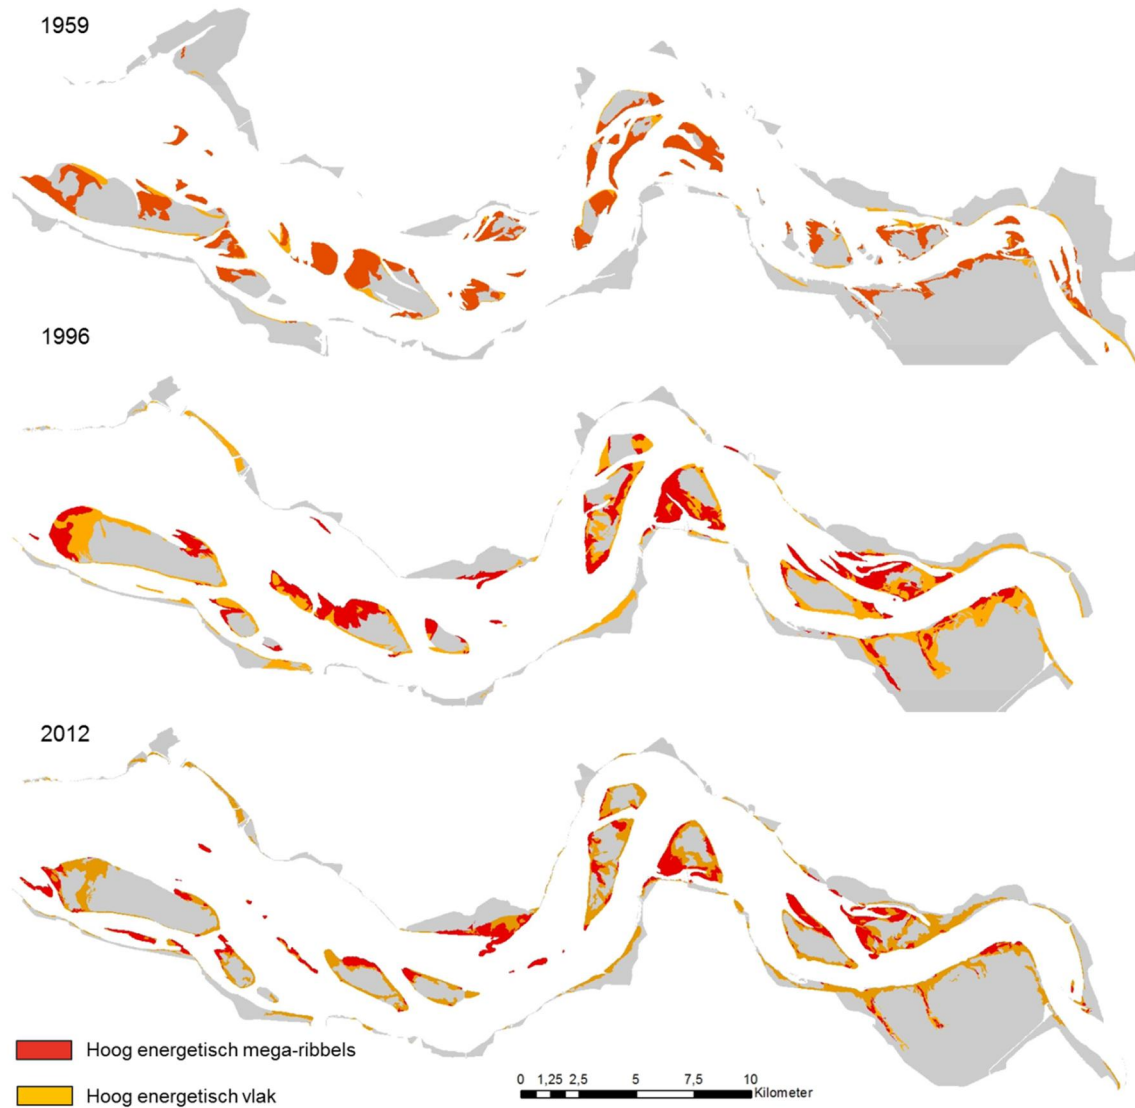 1959
1996
2012
Hoog energetisch mega-ribbels
Hoog energetisch vlak
0 1,25 2,5 5 7,5 10
Kilometer